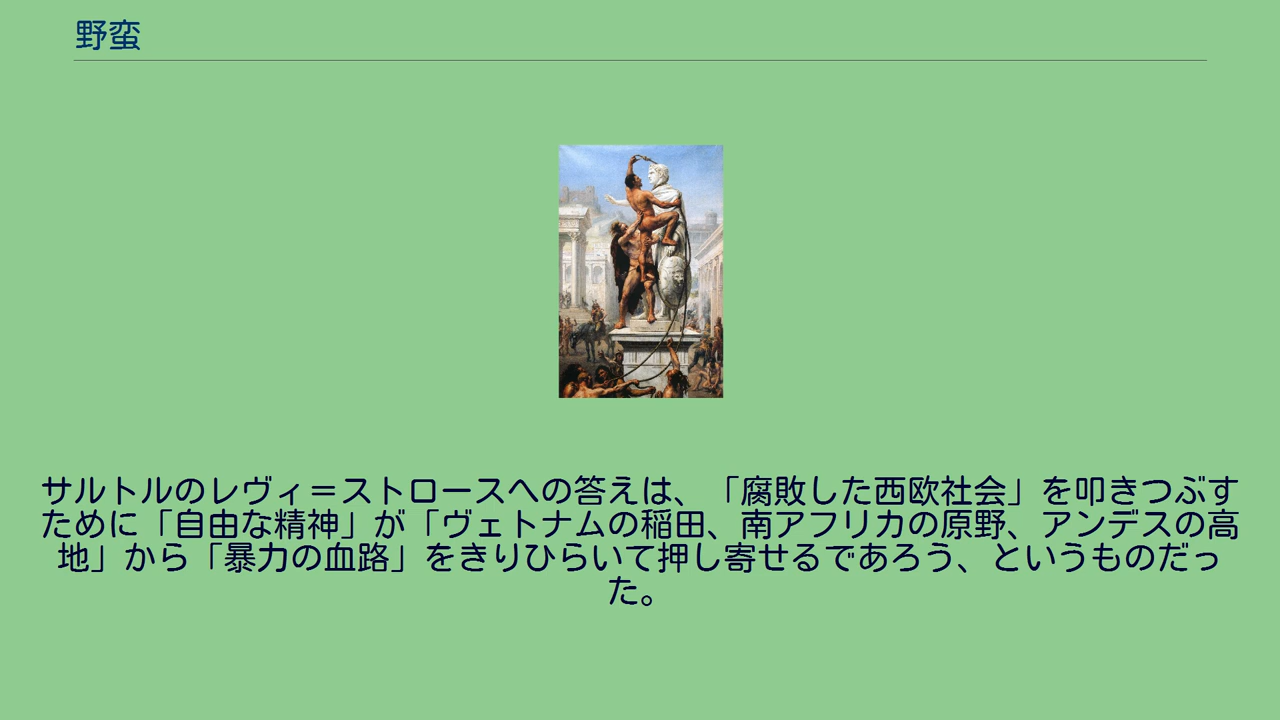 野蛮
サルトルのレヴィ＝ストロースへの答えは、「腐敗した西欧社会」を叩きつぶす
ために「自由な精神」が「ヴェトナムの稲田、南アフリカの原野、アンデスの高
地」から「暴力の血路」をきりひらいて押し寄せるであろう、というものだっ
た。